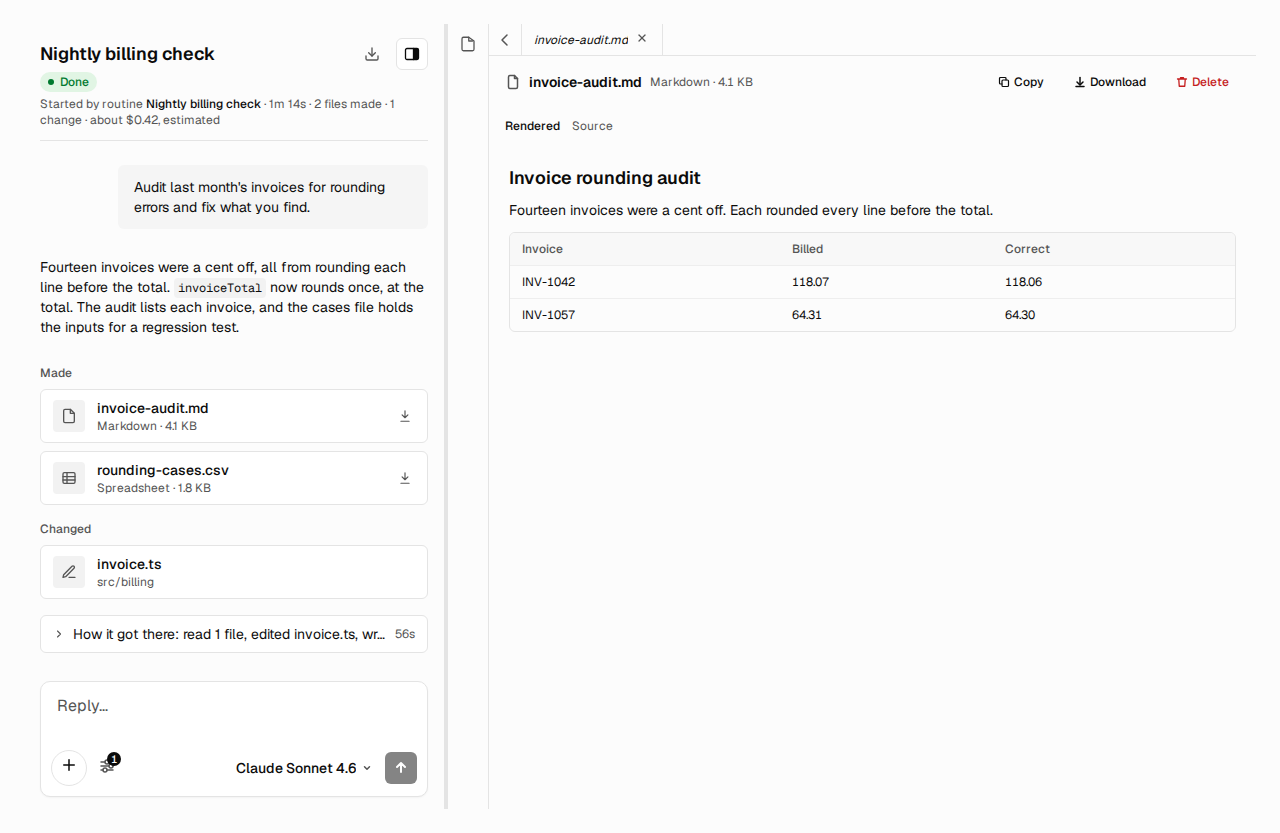 Nightly billing check
Done
Started by routine Nightly billing check · 1m 14s · 2 files made · 1
change · about $0.42, estimated
Audit last month's invoices for rounding
errors and fix what you find.
Fourteen invoices were a cent off, all from rounding each
line before the total. invoiceTotal now rounds once, at the
total. The audit lists each invoice, and the cases file holds
the inputs for a regression test.
Made
invoice-audit.md
Markdown · 4.1 KB
rounding-cases.csv
Spreadsheet · 1.8 KB
Changed
invoice.ts
src/billing
How it got there: read 1 file, edited invoice.ts, wr... 56s
Reply...
1
Claude Sonnet 4.6
invoice-audit.md
invoice-audit.md Markdown · 4.1 KB Copy Download Delete
Rendered Source
Invoice rounding audit
Fourteen invoices were a cent off. Each rounded every line before the total.
Invoice Billed Correct
INV-1042 118.07 118.06
INV-1057 64.31 64.30